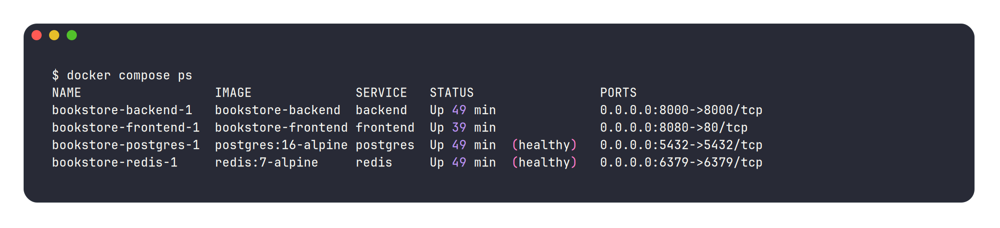 $ docker compose ps
NAME                  IMAGE              SERVICE   STATUS                 PORTS
bookstore-backend-1   bookstore-backend  backend   Up 49 min              0.0.0.0:8000->8000/tcp
bookstore-frontend-1  bookstore-frontend frontend  Up 39 min              0.0.0.0:8080->80/tcp
bookstore-postgres-1  postgres:16-alpine postgres  Up 49 min  (healthy)   0.0.0.0:5432->5432/tcp
bookstore-redis-1     redis:7-alpine     redis     Up 49 min  (healthy)   0.0.0.0:6379->6379/tcp